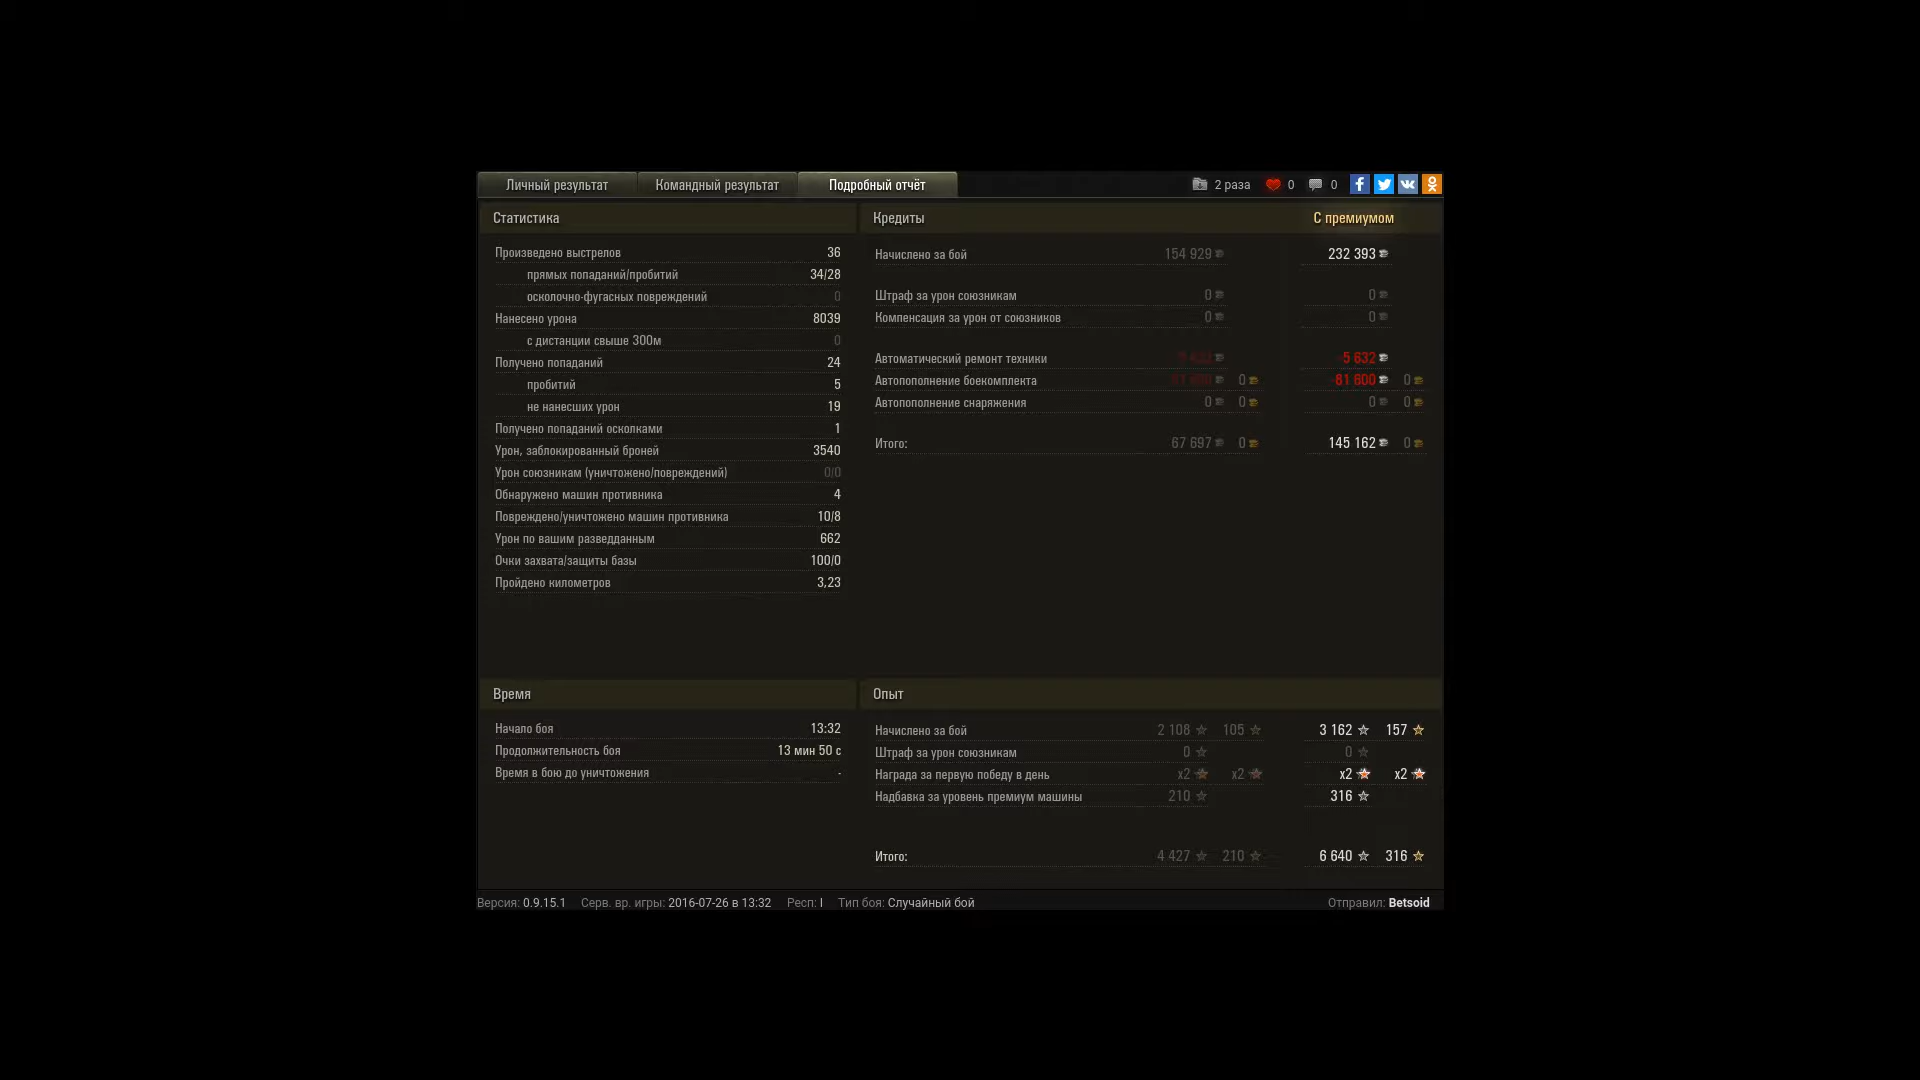 Личный результат Командный результат Подробный отчёт 2 раза 0 0
Статистика
Произведено выстрелов 36
прямых попаданий/пробитий 34/28
осколочно-фугасных повреждений 0
Нанесено урона 8039
с дистанции свыше 300м 0
Получено попаданий 24
пробитий 5
не нанесших урон 19
Получено попаданий осколками 1
Урон, заблокированный броней 3540
Урон союзникам (уничтожено/повреждений) 0/0
Обнаружено машин противника 4
Повреждено/уничтожено машин противника 10/8
Урон по вашим разведданным 662
Очки захвата/защиты базы 100/0
Пройдено километров 3,23
Кредиты С премиумом
Начислено за бой 154 929 232 393
Штраф за урон союзникам 0 0
Компенсация за урон от союзников 0 0
Автоматический ремонт техники -5 632
Автопополнение боекомплекта 0 -81 600 0
Автопополнение снаряжения 0 0 0 0
Итого: 67 697 0 145 162 0
Время
Начало боя 13:32
Продолжительность боя 13 мин 50 с
Время в бою до уничтожения -
Опыт
Начислено за бой 2 108 105 3 162 157
Штраф за урон союзникам 0 0
Награда за первую победу в день x2 x2 x2 x2
Надбавка за уровень премиум машины 210 316
Итого: 4 427 210 6 640 316
Версия: 0.9.15.1 Серв. вр. игры: 2016-07-26 в 13:32 Респ: I Тип боя: Случайный бой Отправил: Betsoid